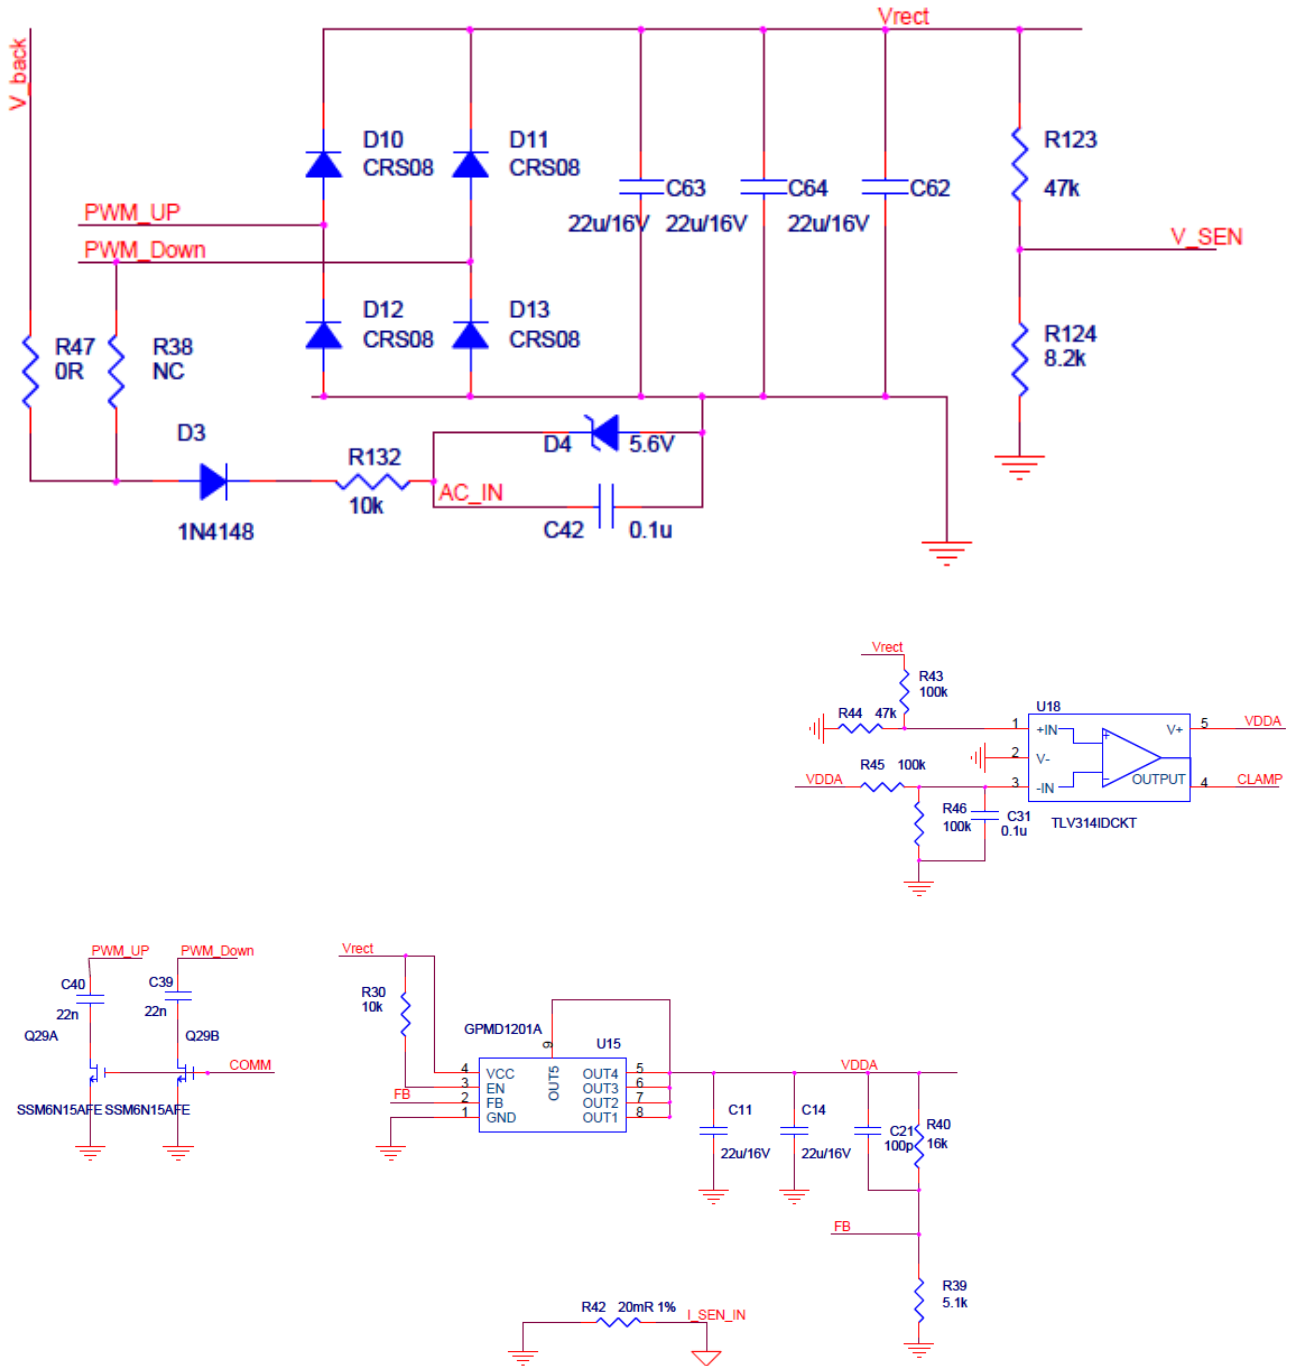 Vrect
V_back
D10
CRS08
D11
CRS08
R123
47k
C63
22u/16V
C64
22u/16V
C62
22u/16V
PWM_UP
PWM_Down
V_SEN
D12
CRS08
D13
CRS08
R124
8.2k
R47
0R
R38
NC
D3
1N4148
R132
10k
AC_IN
D4
5.6V
C42
0.1u
Vrect
R43
100k
R44 47k
U18
1
+IN
V+
5
VDDA
2
V-
R45 100k
VDDA
3
-IN
OUTPUT
4
CLAMP
R46
100k
C31
0.1u
TLV314IDCKT
PWM_UP
PWM_Down
C40
22n
C39
22n
Q29A
Q29B
COMM
SSM6N15AFE
SSM6N15AFE
Vrect
R30
10k
GPMD1201A
U15
9
OUT5
4
VCC
OUT4
5
3
EN
OUT3
6
FB
2
FB
OUT2
7
1
GND
OUT1
8
VDDA
C11
22u/16V
C14
22u/16V
C21
100p
R40
16k
FB
R39
5.1k
R42 20mR 1%
I_SEN_IN